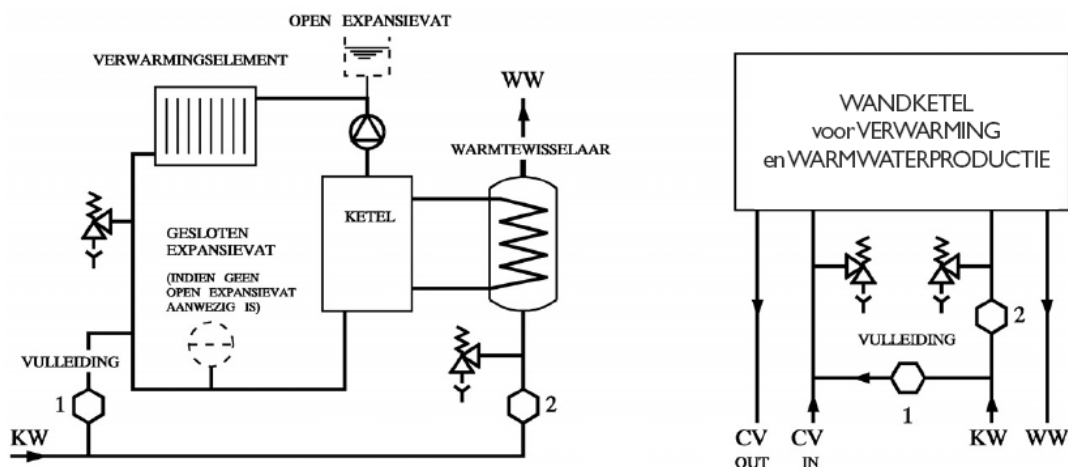 OPEN EXPANSIEVAT
VERWARMINGSELEMENT
WW
WARMTEWISSELAAR
KETEL
GESLOTEN
EXPANSIEVAT
(INDIEN GEEN
OPEN EXPANSIEVAT
AANWEZIG IS)
VULLEIDING
1
2
KW
WANDKETEL
voor VERWARMING
en WARMWATERPRODUCTIE
2
VULLEIDING
1
CV
OUT
CV
IN
KW
WW